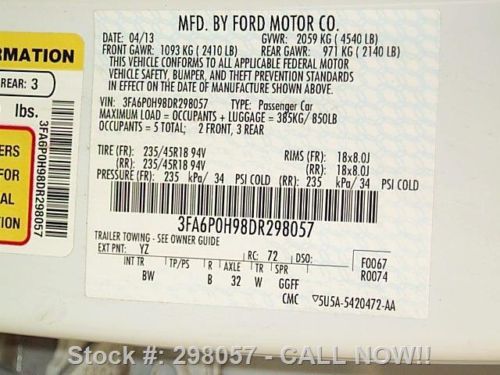 MFD. BY FORD MOTOR CO.
DATE: 04/13 GVWR: 2059 KG ( 4540 LB)
FRONT GAWR: 1093 KG ( 2410 LB) REAR GAWR: 971 KG ( 2140 LB)
THIS VEHICLE CONFORMS TO ALL APPLICABLE FEDERAL MOTOR
VEHICLE SAFETY, BUMPER, AND THEFT PREVENTION STANDARDS
IN EFFECT ON THE DATE OF MANUFACTURE SHOWN ABOVE.
VIN: 3FA6P0H98DR298057 TYPE: Passenger Car
MAXIMUM LOAD = OCCUPANTS + LUGGAGE = 385KG/ 850LB
OCCUPANTS = 5 TOTAL; 2 FRONT, 3 REAR
TIRE (FR): 235/45R18 94V RIMS (FR): 18x8.0J
(RR): 235/45R18 94V (RR): 18x8.0J
PRESSURE (FR): 235 kPa/ 34 PSI COLD (RR): 235 kPa/ 34 PSI COLD
3FA6P0H98DR298057
TRAILER TOWING - SEE OWNER GUIDE
EXT PNT: YZ RC: 72 DSO: F0067
R0074
INT TR TP/PS R AXLE TR SPR
BW B 32 W GGFF
CMC 5U5A-5420472-AA
RMATION
REAR: 3
lbs.
3FA6P0H98DR298057
ERS
FOR
AL
ION
Stock #: 298057 - CALL NOW!!